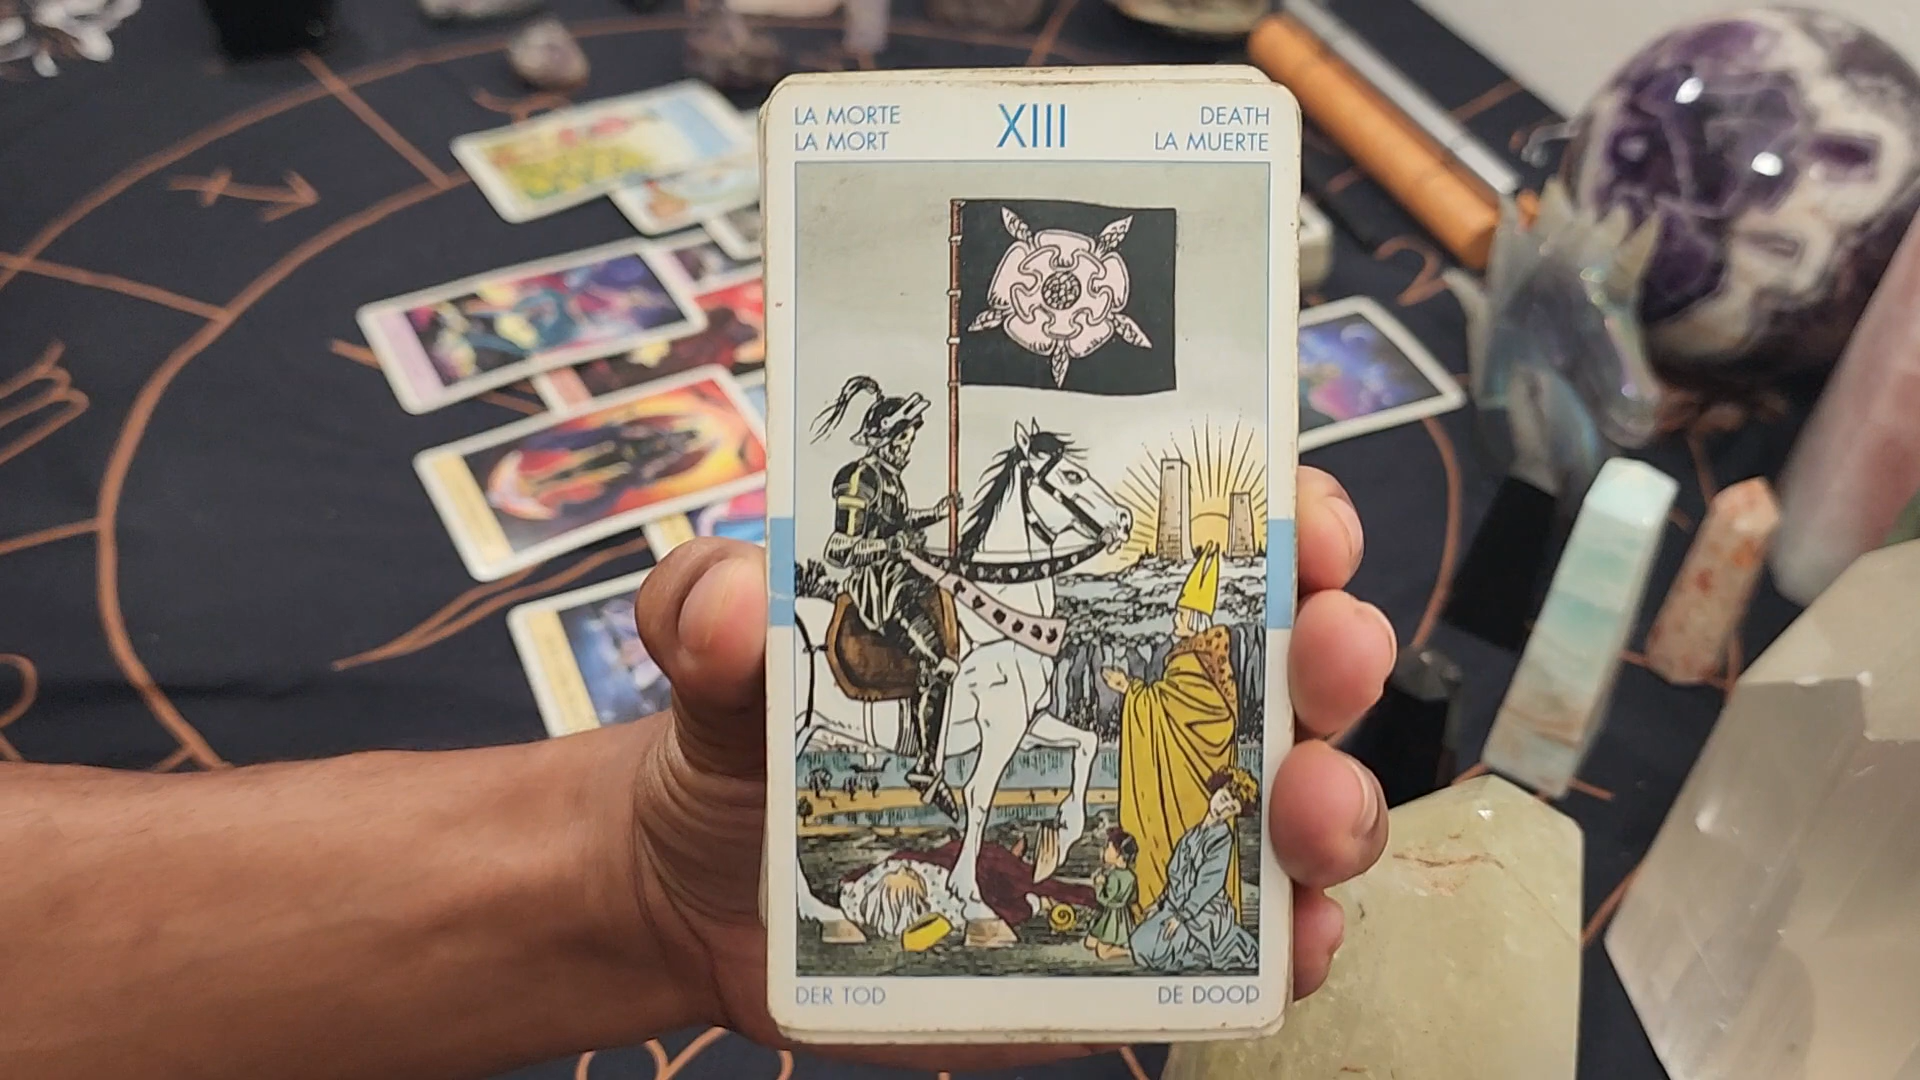 LA MORTE
LA MORT
XIII
DEATH
LA MUERTE
DER TOD
DE DOOD